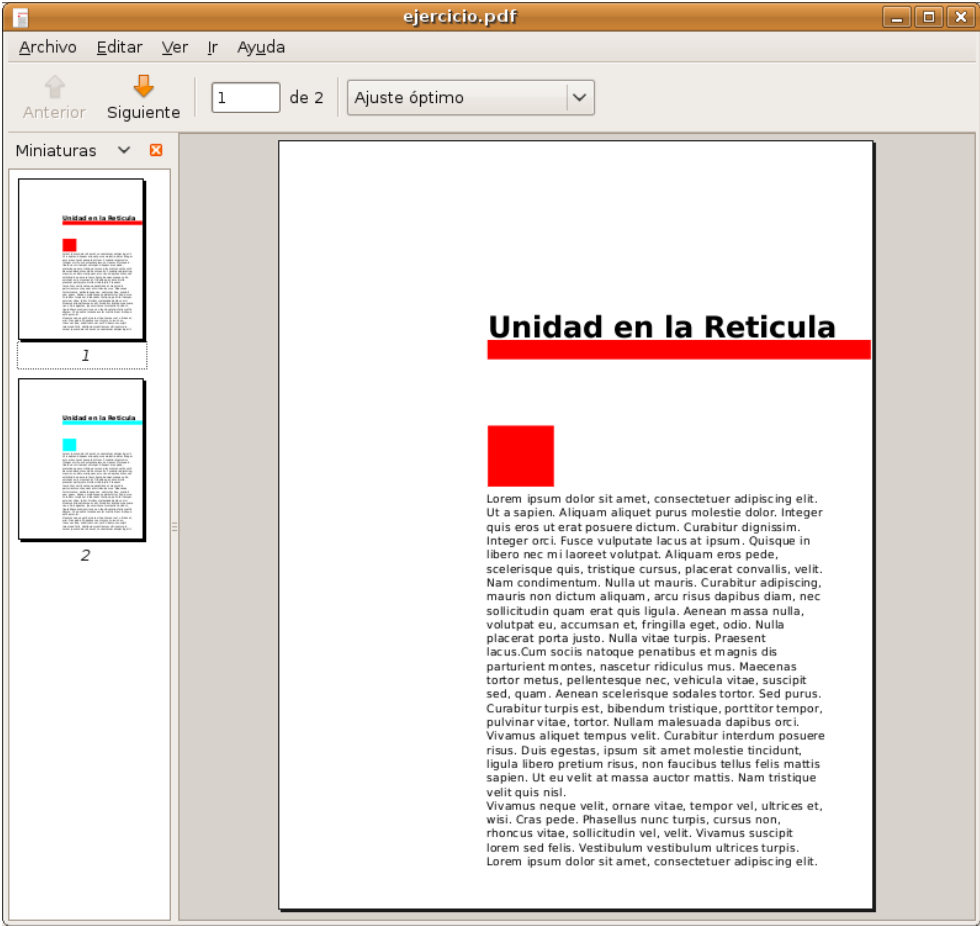 ejercicio.pdf
Archivo Editar Ver Ir Ayuda
Anterior Siguiente 1 de 2 Ajuste óptimo
Miniaturas
Unidad en la Reticula
1
Unidad en la Reticula
2
Unidad en la Reticula
Lorem ipsum dolor sit amet, consectetuer adipiscing elit.
Ut a sapien. Aliquam aliquet purus molestie dolor. Integer
quis eros ut erat posuere dictum. Curabitur dignissim.
Integer orci. Fusce vulputate lacus at ipsum. Quisque in
libero nec mi laoreet volutpat. Aliquam eros pede,
scelerisque quis, tristique cursus, placerat convallis, velit.
Nam condimentum. Nulla ut mauris. Curabitur adipiscing,
mauris non dictum aliquam, arcu risus dapibus diam, nec
sollicitudin quam erat quis ligula. Aenean massa nulla,
volutpat eu, accumsan et, fringilla eget, odio. Nulla
placerat porta justo. Nulla vitae turpis. Praesent
lacus.Cum sociis natoque penatibus et magnis dis
parturient montes, nascetur ridiculus mus. Maecenas
tortor metus, pellentesque nec, vehicula vitae, suscipit
sed, quam. Aenean scelerisque sodales tortor. Sed purus.
Curabitur turpis est, bibendum tristique, porttitor tempor,
pulvinar vitae, tortor. Nullam malesuada dapibus orci.
Vivamus aliquet tempus velit. Curabitur interdum posuere
risus. Duis egestas, ipsum sit amet molestie tincidunt,
ligula libero pretium risus, non faucibus tellus felis mattis
sapien. Ut eu velit at massa auctor mattis. Nam tristique
velit quis nisl.
Vivamus neque velit, ornare vitae, tempor vel, ultrices et,
wisi. Cras pede. Phasellus nunc turpis, cursus non,
rhoncus vitae, sollicitudin vel, velit. Vivamus suscipit
lorem sed felis. Vestibulum vestibulum ultrices turpis.
Lorem ipsum dolor sit amet, consectetuer adipiscing elit.